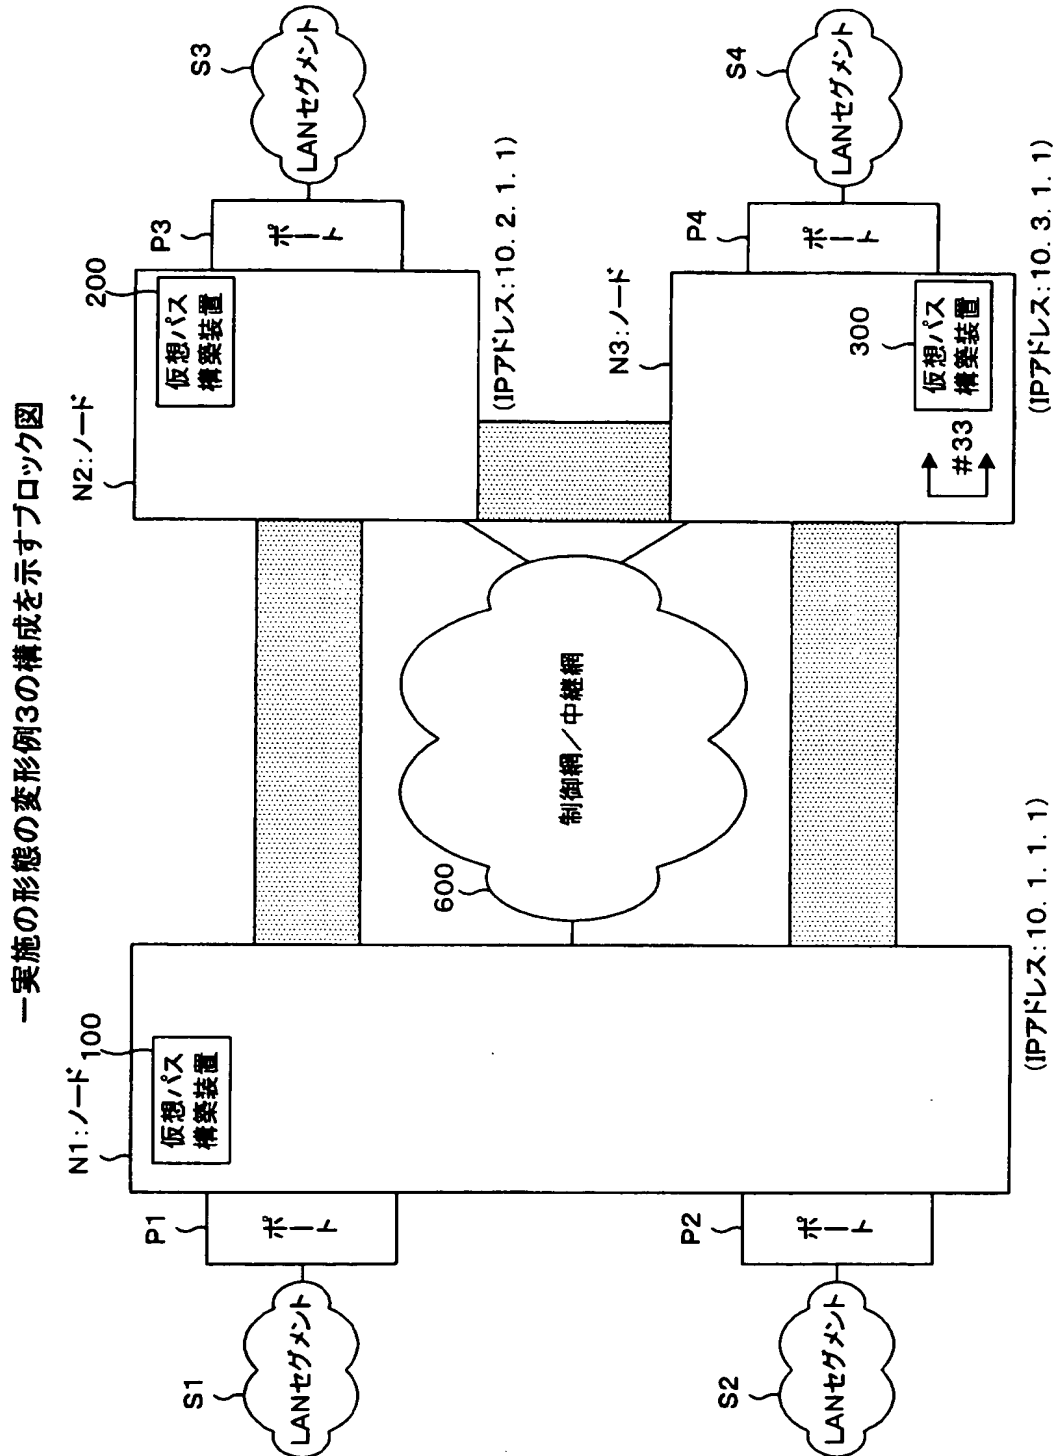 一実施の形態の変形例3の構成を示すブロック図
N1:ノード
100
仮想パス
構築装置
P1
ポート
S1
LANセグメント
P2
ポート
S2
LANセグメント
(IPアドレス:10. 1. 1. 1)
600
制御網/中継網
N2:ノード
200
仮想パス
構築装置
P3
ポート
S3
LANセグメント
(IPアドレス:10. 2. 1. 1)
N3:ノード
300
仮想パス
構築装置
#33
P4
ポート
S4
LANセグメント
(IPアドレス:10. 3. 1. 1)